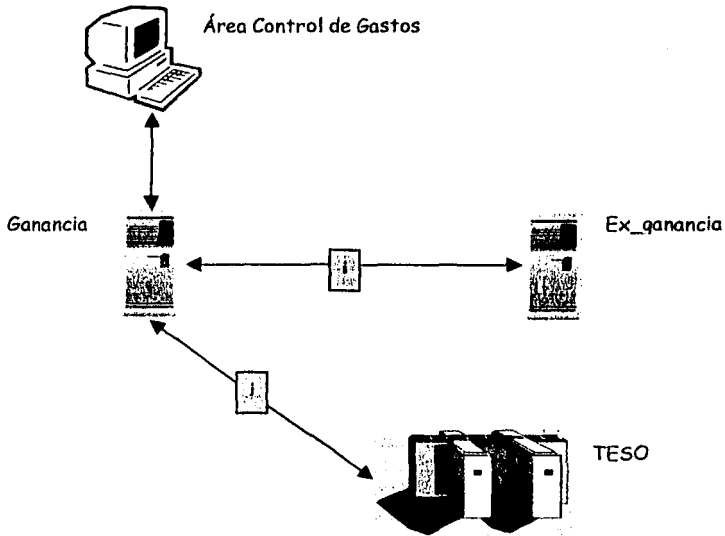 Área Control de Gastos
Ganancia
Ex_ganancia
i
j
TESO